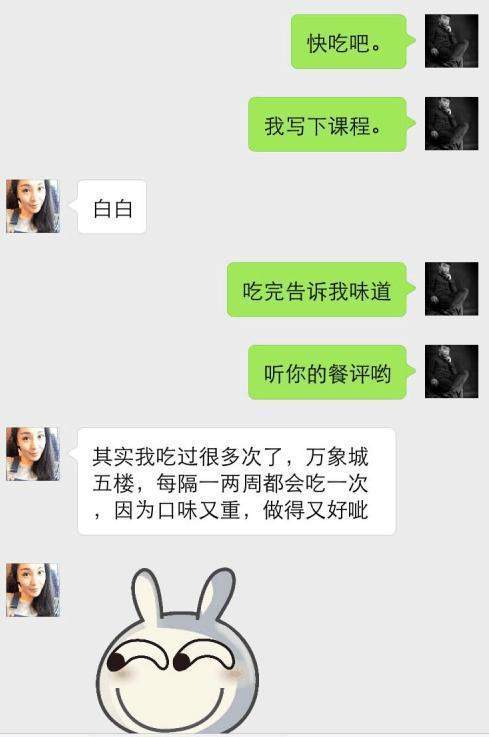 快吃吧。
我写下课程。
白白
吃完告诉我味道
听你的餐评哟
其实我吃过很多次了，万象城
五楼，每隔一两周都会吃一次
，因为口味又重，做得又好呲